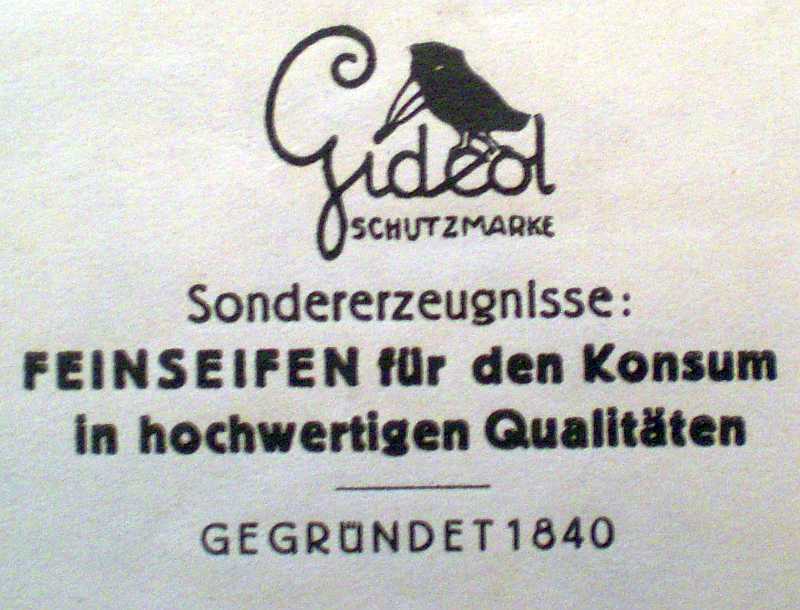 Gideol
SCHUTZMARKE
Sondererzeugnisse:
FEINSEIFEN für den Konsum
in hochwertigen Qualitäten
GEGRÜNDET 1840